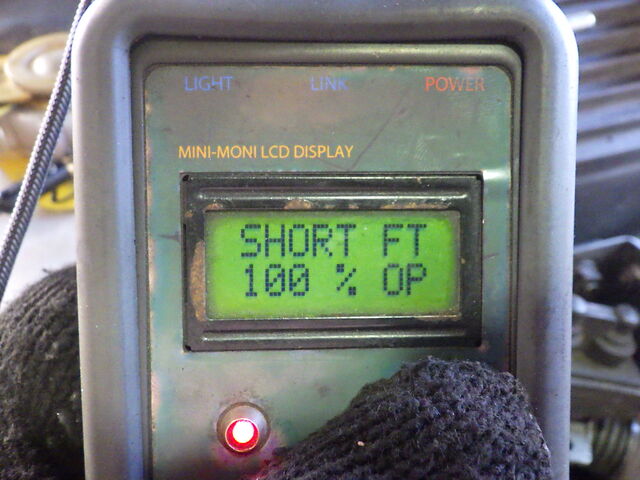 LIGHT LINK POWER
MINI-MONI LCD DISPLAY
SHORT FT
100 % OP